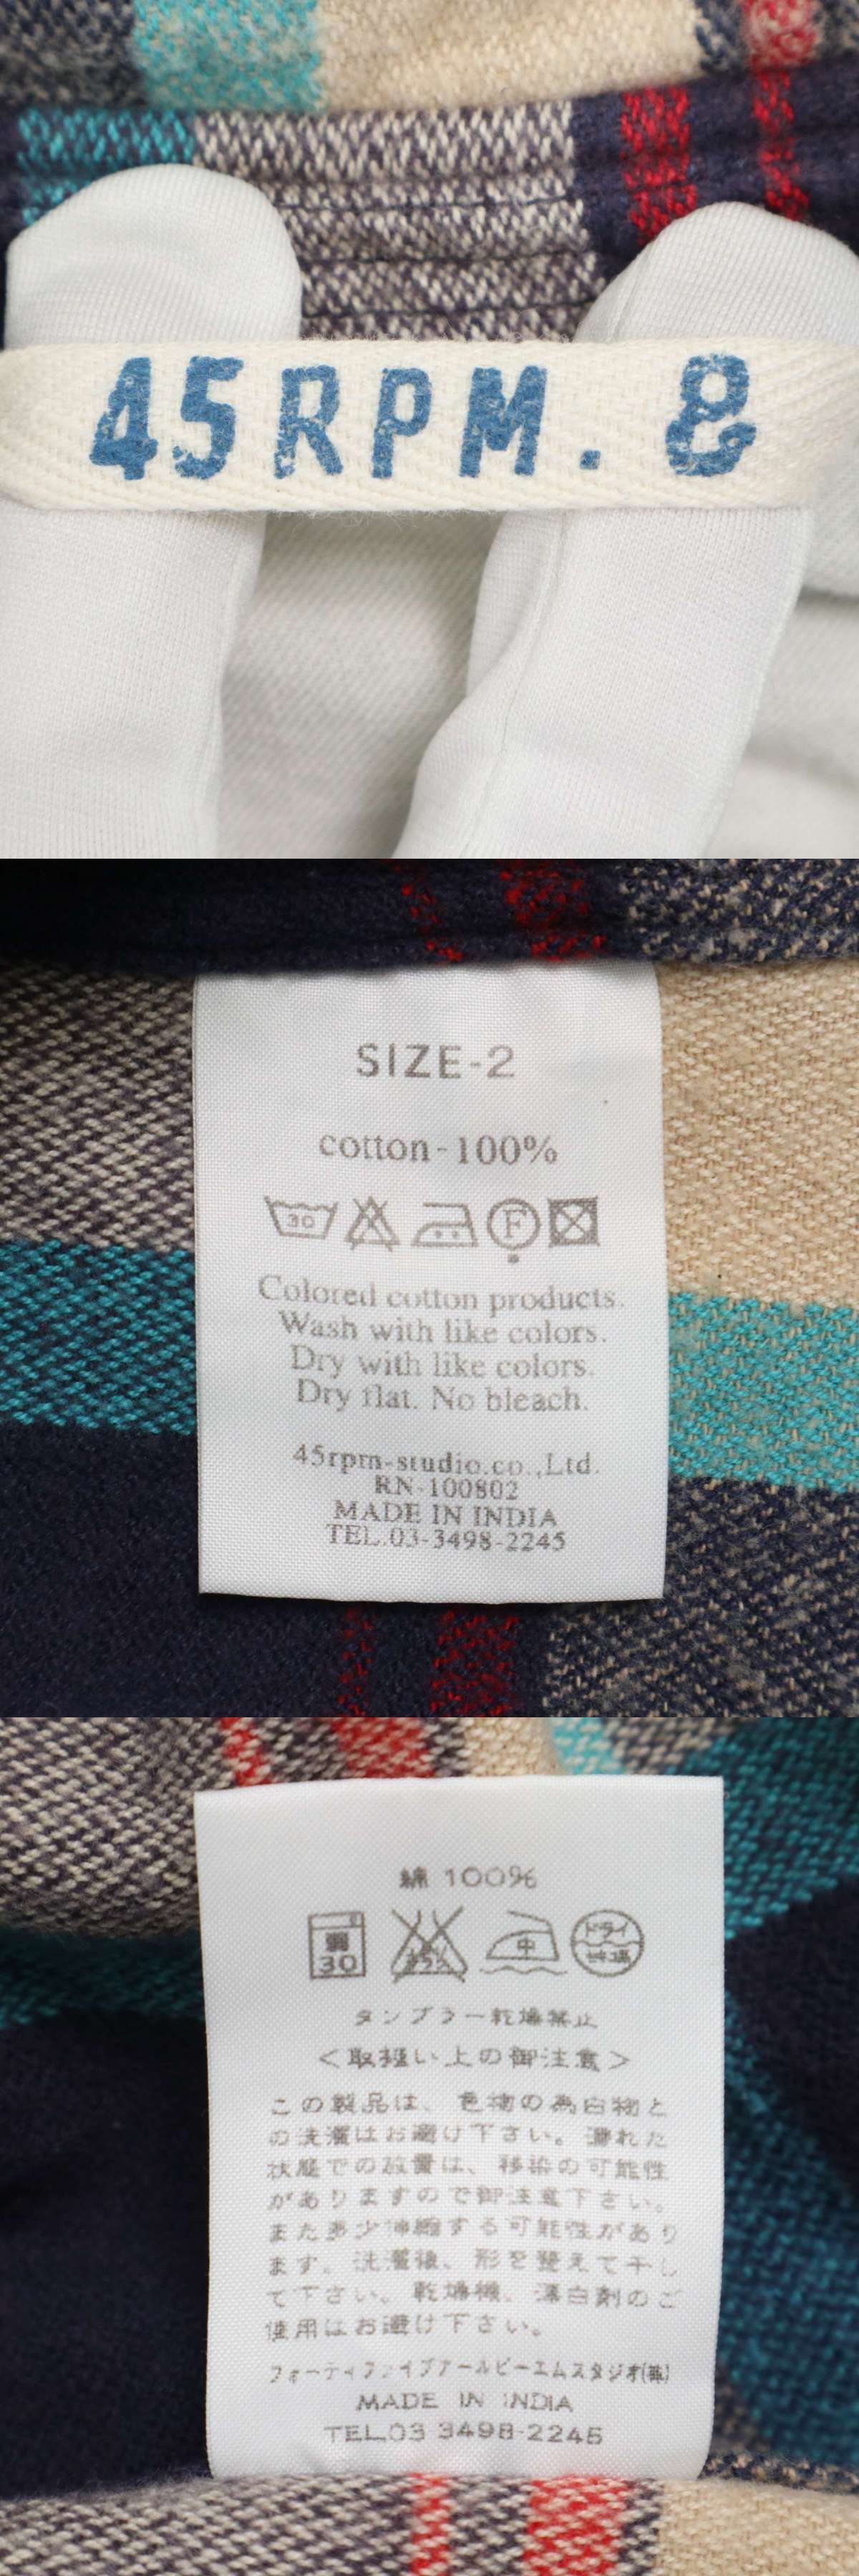 45RPM. &
SIZE-2
cotton-100%
30 F
Colored cotton products.
Wash with like colors.
Dry with like colors.
Dry flat. No bleach.
45rpm-studio.co.,Ltd.
RN-100802
MADE IN INDIA
TEL.03-3498-2245
綿 100%
弱 30 中 ドライ
タンブラー乾燥禁止
<取扱い上の御注意>
この製品は、色物の為白物と
の洗濯はお避け下さい。濡れた
状態での放置は、移染の可能性
がありますので御注意下さい。
また多少伸縮する可能性があり
ます。洗濯後、形を整えて干し
て下さい。乾燥機、漂白剤のご
使用はお避け下さい。
フォーティファイブアールピーエムスタジオ(株)
MADE IN INDIA
TEL.03 3498-2245